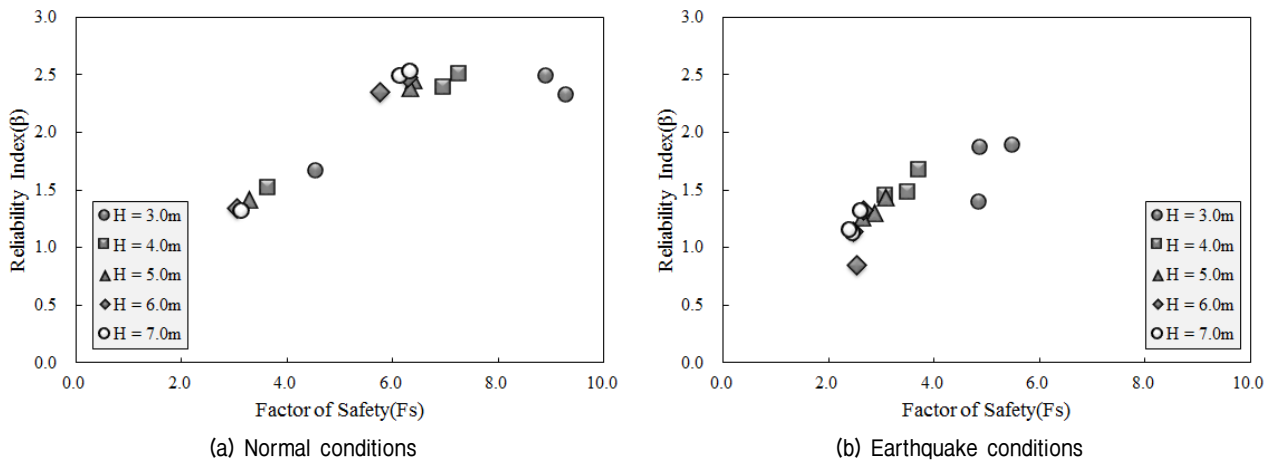 3.0
2.5
2.0
1.5
1.0
0.5
0.0
Reliability Index(β)
H = 3.0m
H = 4.0m
H = 5.0m
H = 6.0m
H = 7.0m
0.0 2.0 4.0 6.0 8.0 10.0
Factor of Safety(Fs)
(a) Normal conditions
3.0
2.5
2.0
1.5
1.0
0.5
0.0
Reliability Index(β)
H = 3.0m
H = 4.0m
H = 5.0m
H = 6.0m
H = 7.0m
0.0 2.0 4.0 6.0 8.0 10.0
Factor of Safety(Fs)
(b) Earthquake conditions